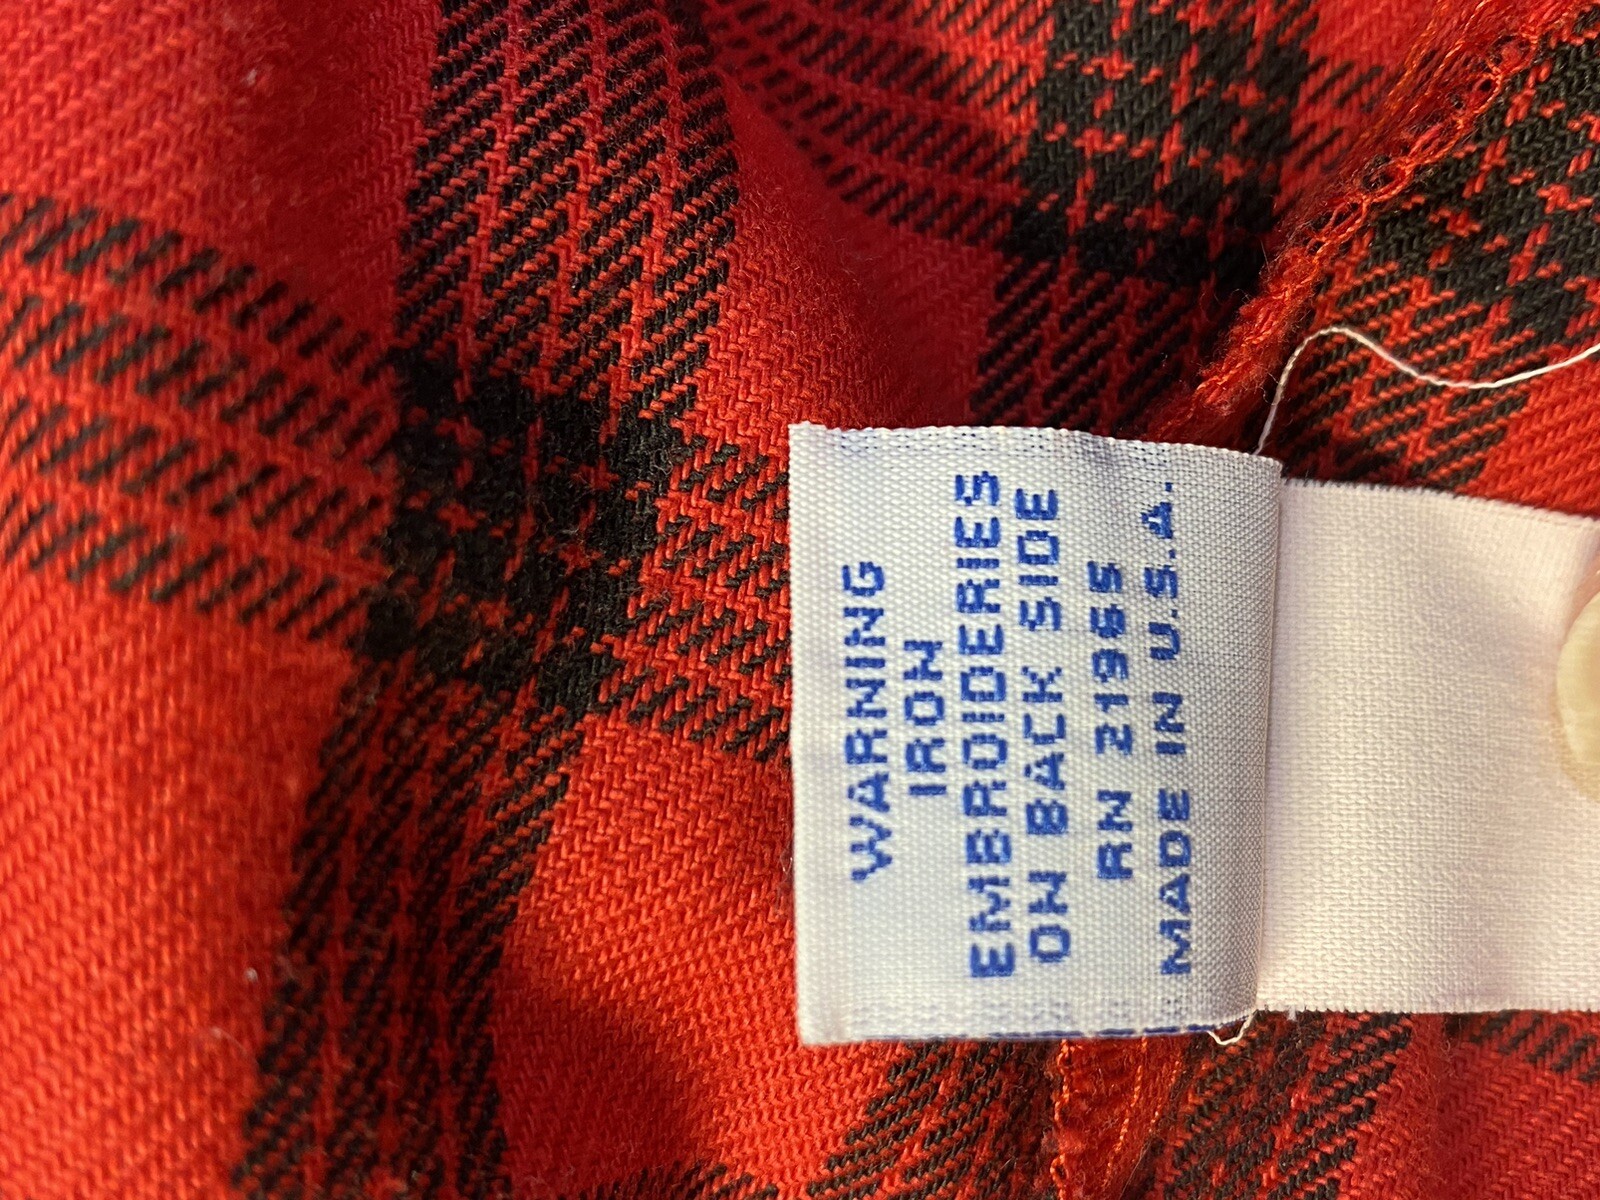 WARNING
IRON
EMBROIDERIES
ON BACK SIDE
RN 21965
MADE IN U.S.A.